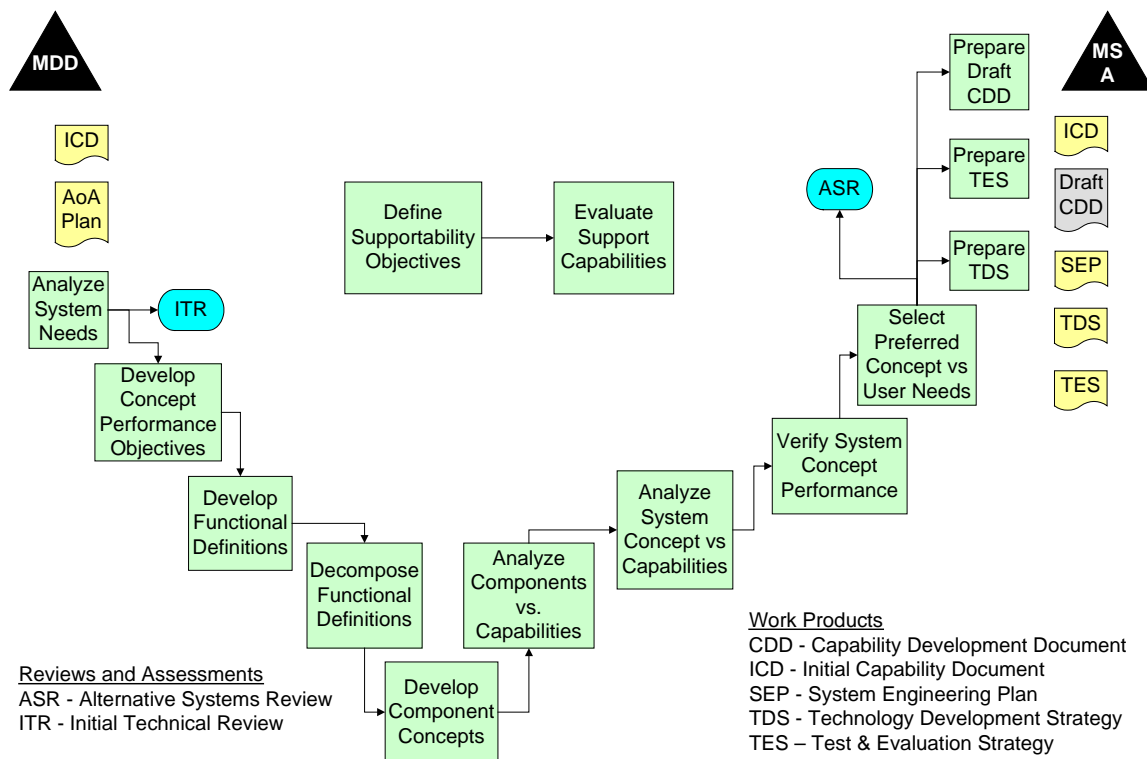 MDD
ICD
AoA
Plan
Analyze
System
Needs
ITR
Develop
Concept
Performance
Objectives
Develop
Functional
Definitions
Decompose
Functional
Definitions
Develop
Component
Concepts
Define
Supportability
Objectives
Evaluate
Support
Capabilities
Analyze
Components
vs.
Capabilities
Analyze
System
Concept vs
Capabilities
Verify System
Concept
Performance
Select
Preferred
Concept vs
User Needs
ASR
Prepare
Draft
CDD
Prepare
TES
Prepare
TDS
MS
A
ICD
Draft
CDD
SEP
TDS
TES
Reviews and Assessments
ASR - Alternative Systems Review
ITR - Initial Technical Review
Work Products
CDD - Capability Development Document
ICD - Initial Capability Document
SEP - System Engineering Plan
TDS - Technology Development Strategy
TES – Test & Evaluation Strategy